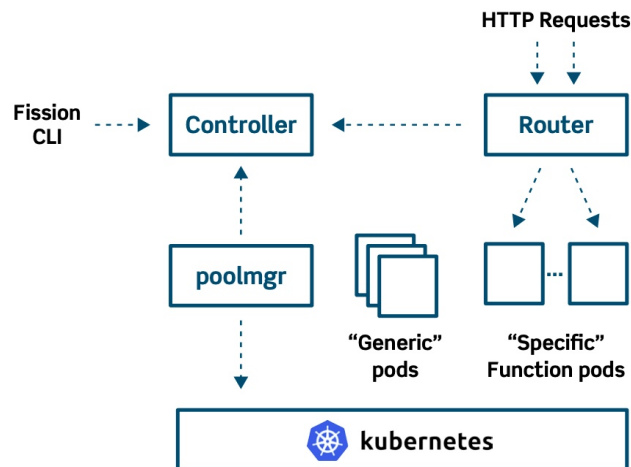 HTTP Requests
Fission
CLI
Controller
Router
poolmgr
...
“Generic”
pods
“Specific”
Function pods
kubernetes